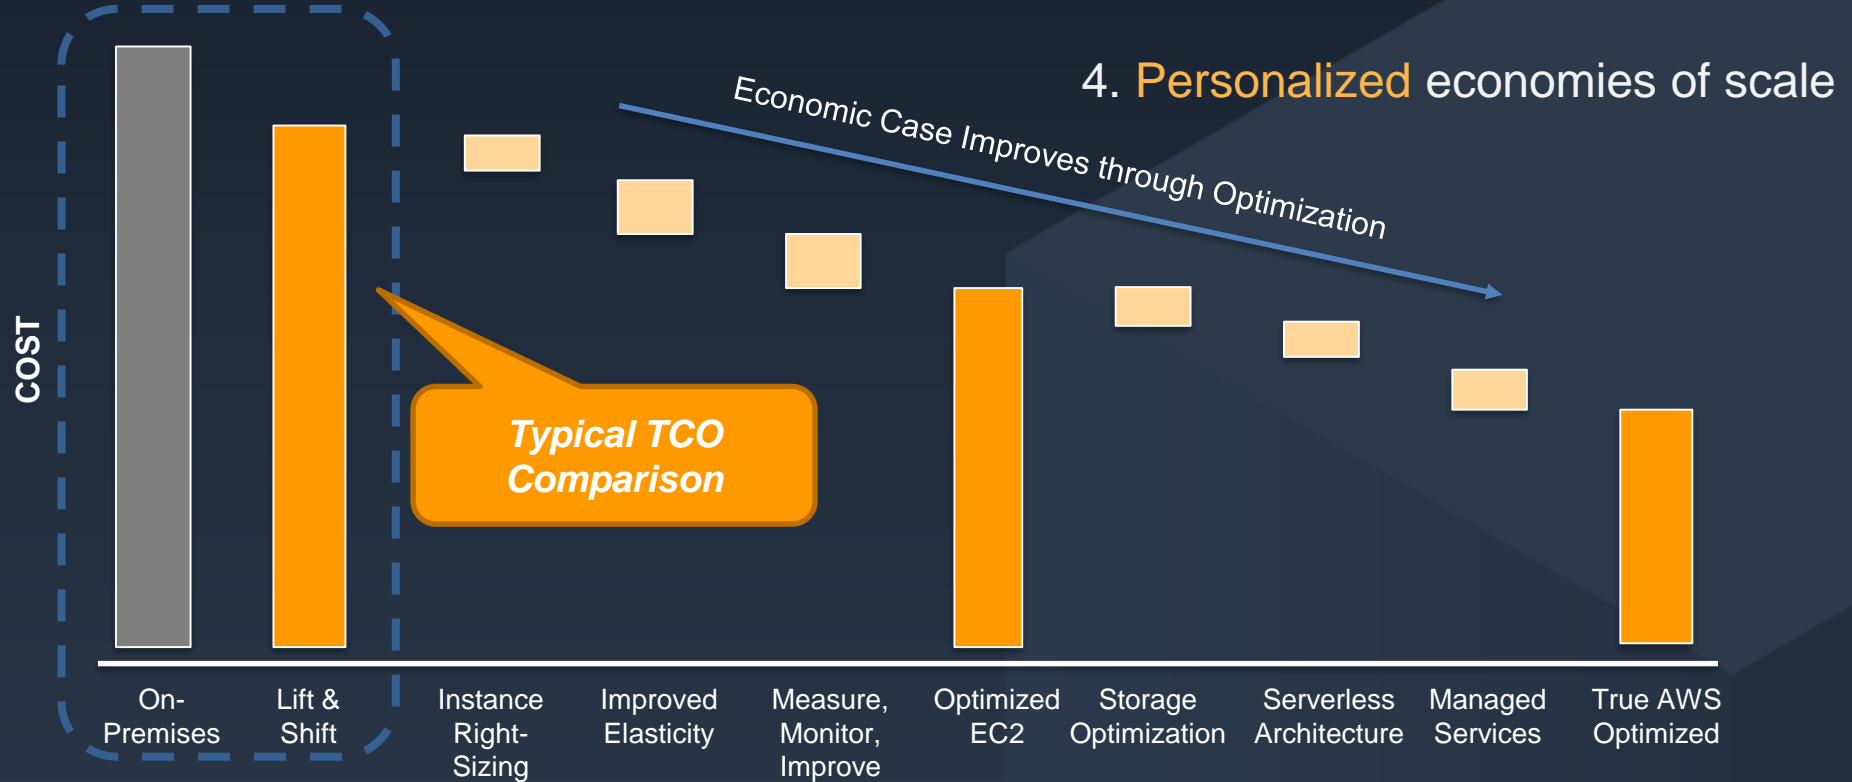 4. Personalized economies of scale
Economic Case Improves through Optimization
COST
Typical TCO
Comparison
On-
Premises
Lift &
Shift
Instance
Right-
Sizing
Improved
Elasticity
Measure,
Monitor,
Improve
Optimized
EC2
Storage
Optimization
Serverless
Architecture
Managed
Services
True AWS
Optimized